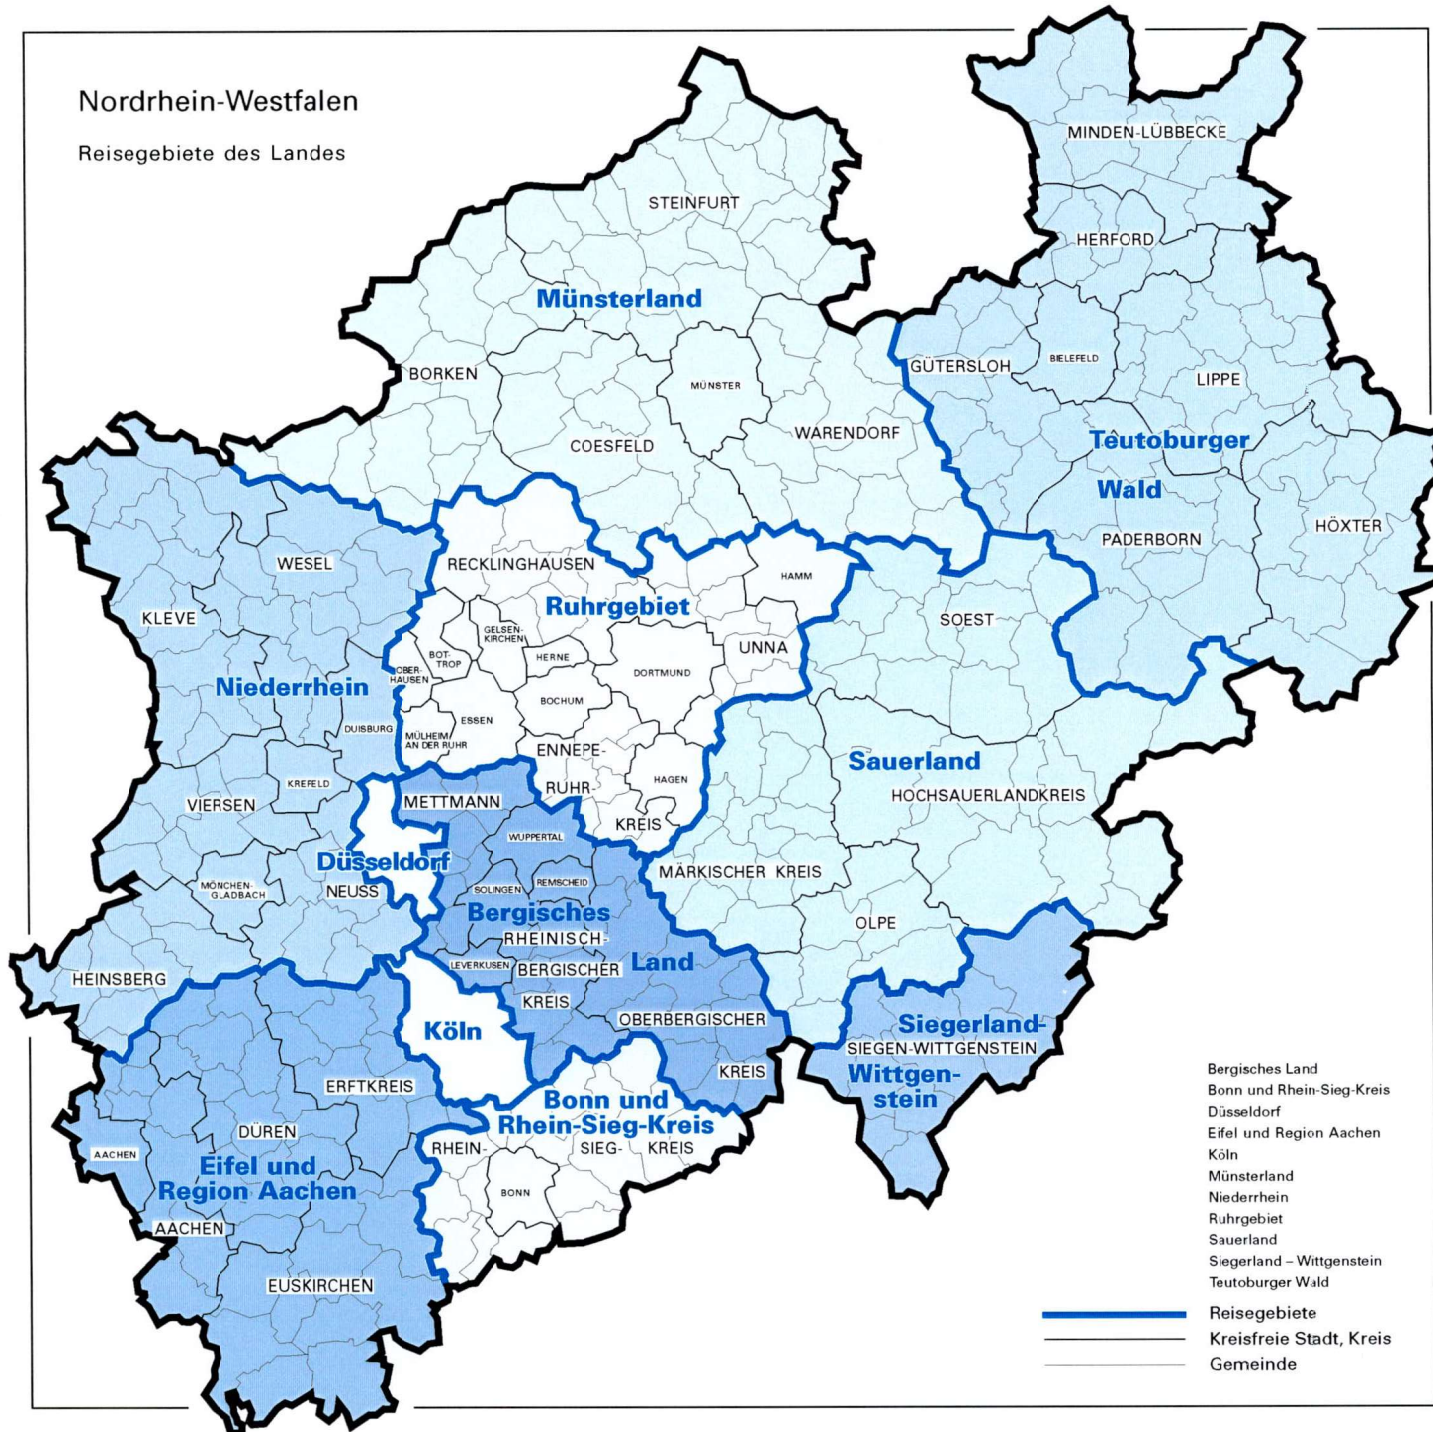 Nordrhein-Westfalen
Reisegebiete des Landes
MINDEN-LÜBBECKE
STEINFURT
HERFORD
Münsterland
BORKEN
MÜNSTER
GÜTERSLOH
BIELEFELD
LIPPE
COESFELD
WARENDORF
Teutoburger
Wald
HÖXTER
PADERBORN
WESEL
RECKLINGHAUSEN
HAMM
KLEVE
Ruhrgebiet
SOEST
GELSEN-
KIRCHEN
BOT-
TROP
HERNE
UNNA
OBER-
HAUSEN
DORTMUND
Niederrhein
BOCHUM
DUISBURG
ESSEN
MÜLHEIM
AN DER RUHR
ENNEPE-
RUHR-
KREIS
HAGEN
Sauerland
HOCHSAUERLANDKREIS
KREFELD
VIERSEN
METTMANN
WUPPERTAL
Düsseldorf
MÄRKISCHER KREIS
MÖNCHEN-
GLADBACH
NEUSS
SOLINGEN
REMSCHEID
Bergisches
Land
OLPE
RHEINISCH-
BERGISCHER
KREIS
LEVERKUSEN
HEINSBERG
OBERBERGISCHER
KREIS
Köln
Siegerland-
SIEGEN-WITTGENSTEIN
Wittgen-
stein
ERFTKREIS
Bonn und
Rhein-Sieg-Kreis
RHEIN-
SIEG-
KREIS
DÜREN
AACHEN
Eifel und
Region Aachen
BONN
AACHEN
EUSKIRCHEN
Bergisches Land
Bonn und Rhein-Sieg-Kreis
Düsseldorf
Eifel und Region Aachen
Köln
Münsterland
Niederrhein
Ruhrgebiet
Sauerland
Siegerland – Wittgenstein
Teutoburger Wald
Reisegebiete
Kreisfreie Stadt, Kreis
Gemeinde